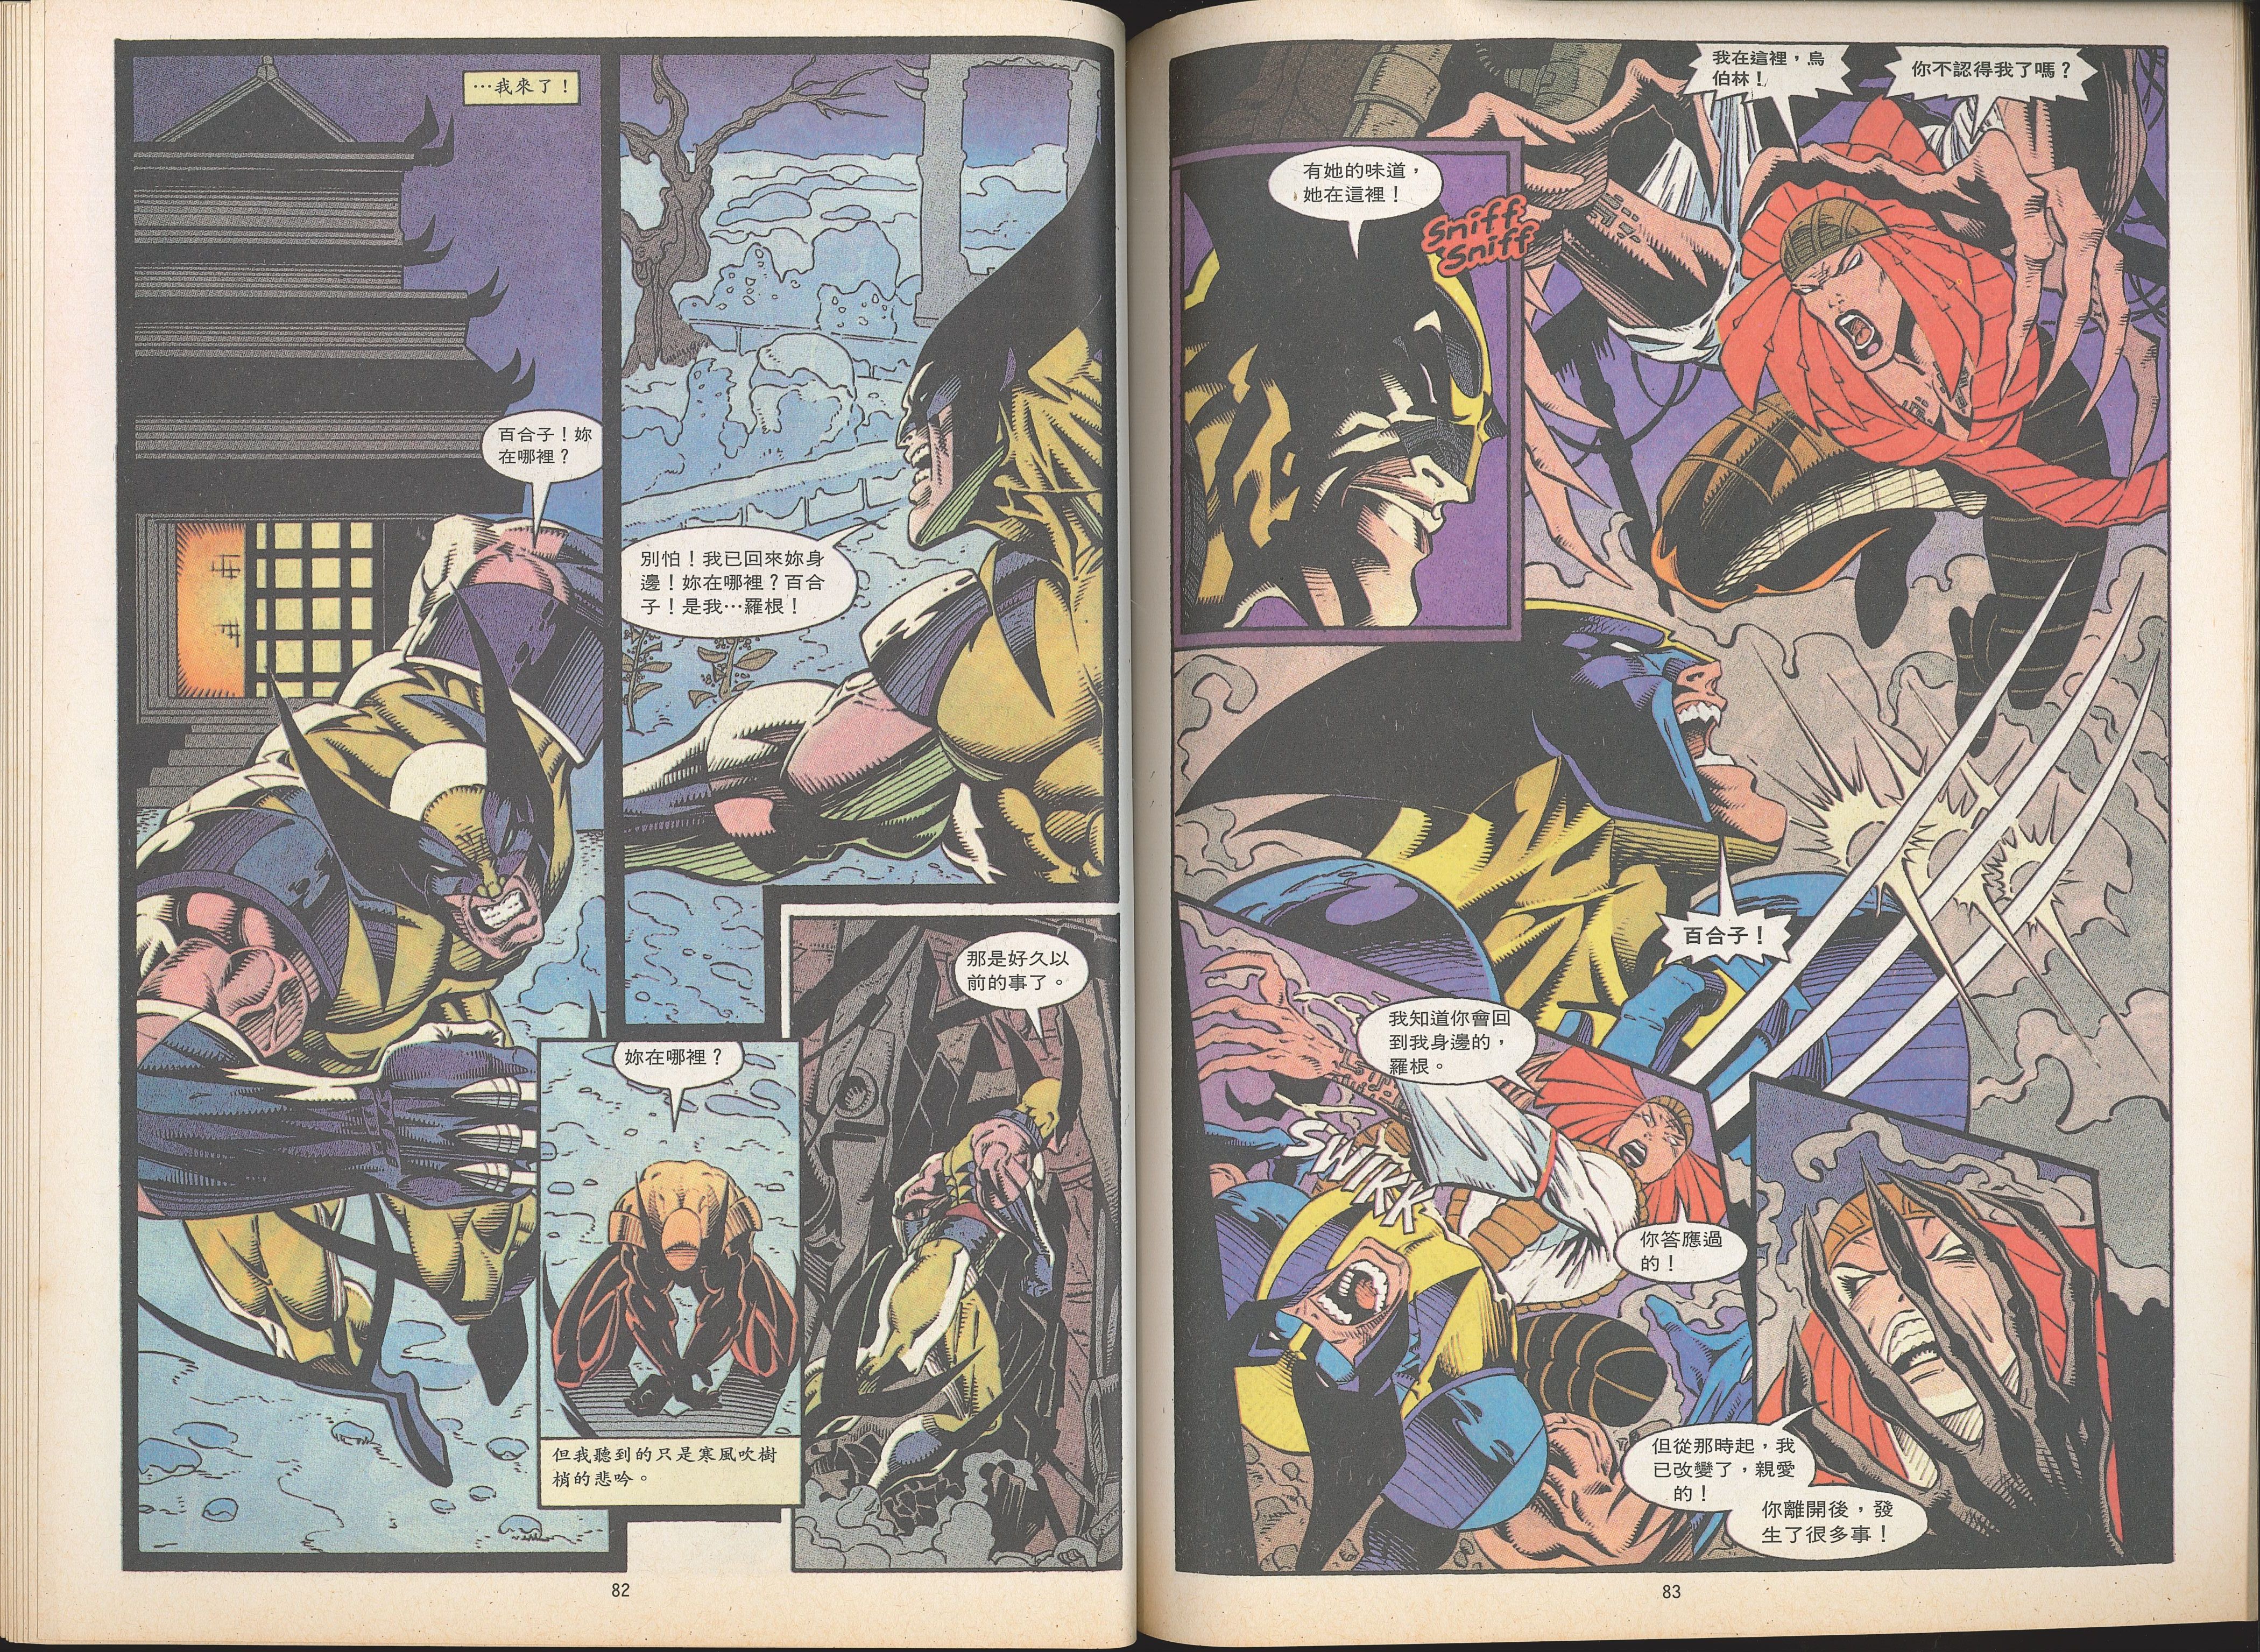 …我來了！
百合子！妳
在哪裡？
別怕！我已回來妳身
邊！妳在哪裡？百合
子！是我…羅根！
妳在哪裡？
但我聽到的只是寒風吹樹
梢的悲吟。
那是好久以
前的事了。
82
有她的味道，
她在這裡！
Sniff
Sniff
我在這裡，烏
伯林！
你不認得我了嗎？
百合子！
我知道你會回
到我身邊的，
羅根。
SWIKK
你答應過
的！
但從那時起，我
已改變了，親愛
的！
你離開後，發
生了很多事！
83